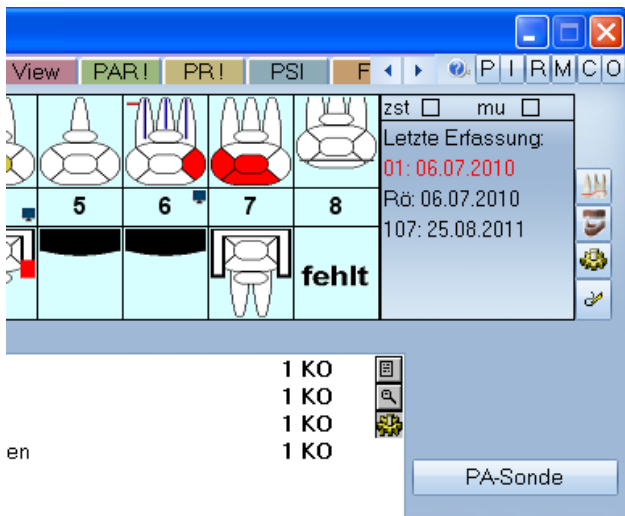 View PAR! PR! PSI F P I R M C O
zst mu
Letzte Erfassung:
01: 06.07.2010
Rö: 06.07.2010
107: 25.08.2011
5 6 7 8
fehlt
1 KO
1 KO
1 KO
en 1 KO
PA-Sonde